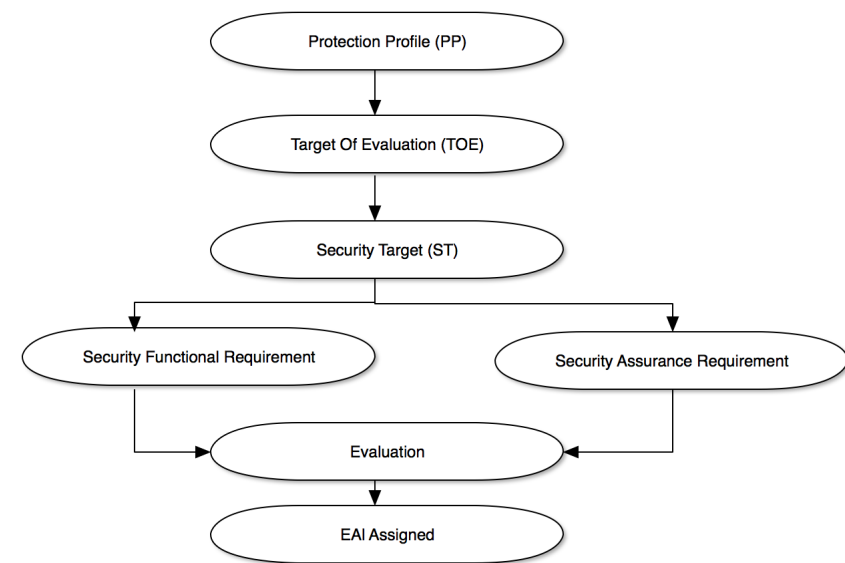 Protection Profile (PP)
Target Of Evaluation (TOE)
Security Target (ST)
Security Functional Requirement
Security Assurance Requirement
Evaluation
EAl Assigned